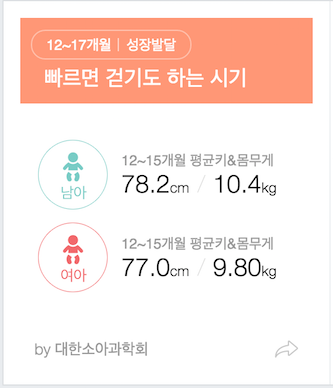 12~17개월 | 성장발달
빠르면 걷기도 하는 시기
남아
12~15개월 평균키&몸무게
78.2cm / 10.4kg
여아
12~15개월 평균키&몸무게
77.0cm / 9.80kg
by 대한소아과학회